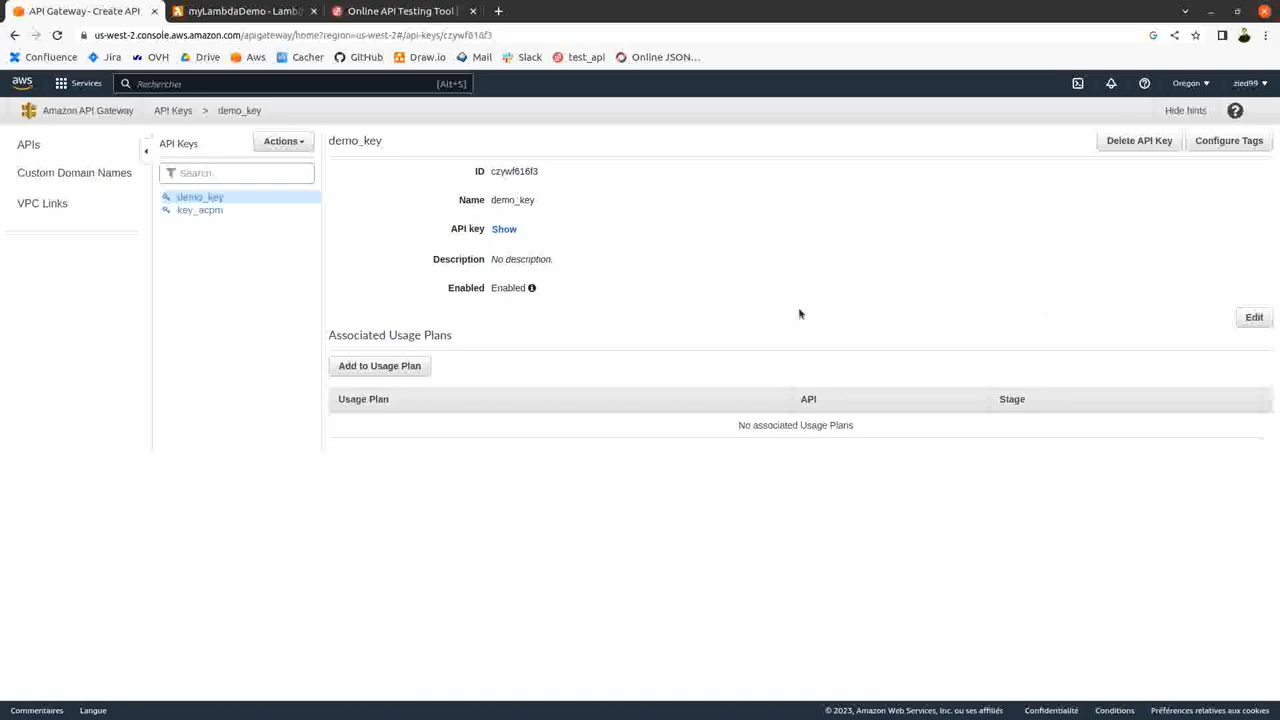 API Gateway - Create API
myLambdaDemo - Lamb
Online API Testing Tool
us-west-2.console.aws.amazon.com/apigateway/home?region=us-west-2#/api-keys/czywf616f3
Confluence Jira OVH Drive Aws Cacher GitHub Draw.io Mail Slack test_api Online JSON...
aws Services Rechercher [Alt+S] Oregon zied99
Amazon API Gateway API Keys > demo_key Hide hints
APIs
Custom Domain Names
VPC Links
API Keys Actions
Search
demo_key
key_acpm
demo_key Delete API Key Configure Tags
ID czywf616f3
Name demo_key
API key Show
Description No description.
Enabled Enabled
Edit
Associated Usage Plans
Add to Usage Plan
Usage Plan API Stage
No associated Usage Plans
Commentaires Langue © 2023, Amazon Web Services, Inc. ou ses affiliés Confidentialité Conditions Préférences relatives aux cookies